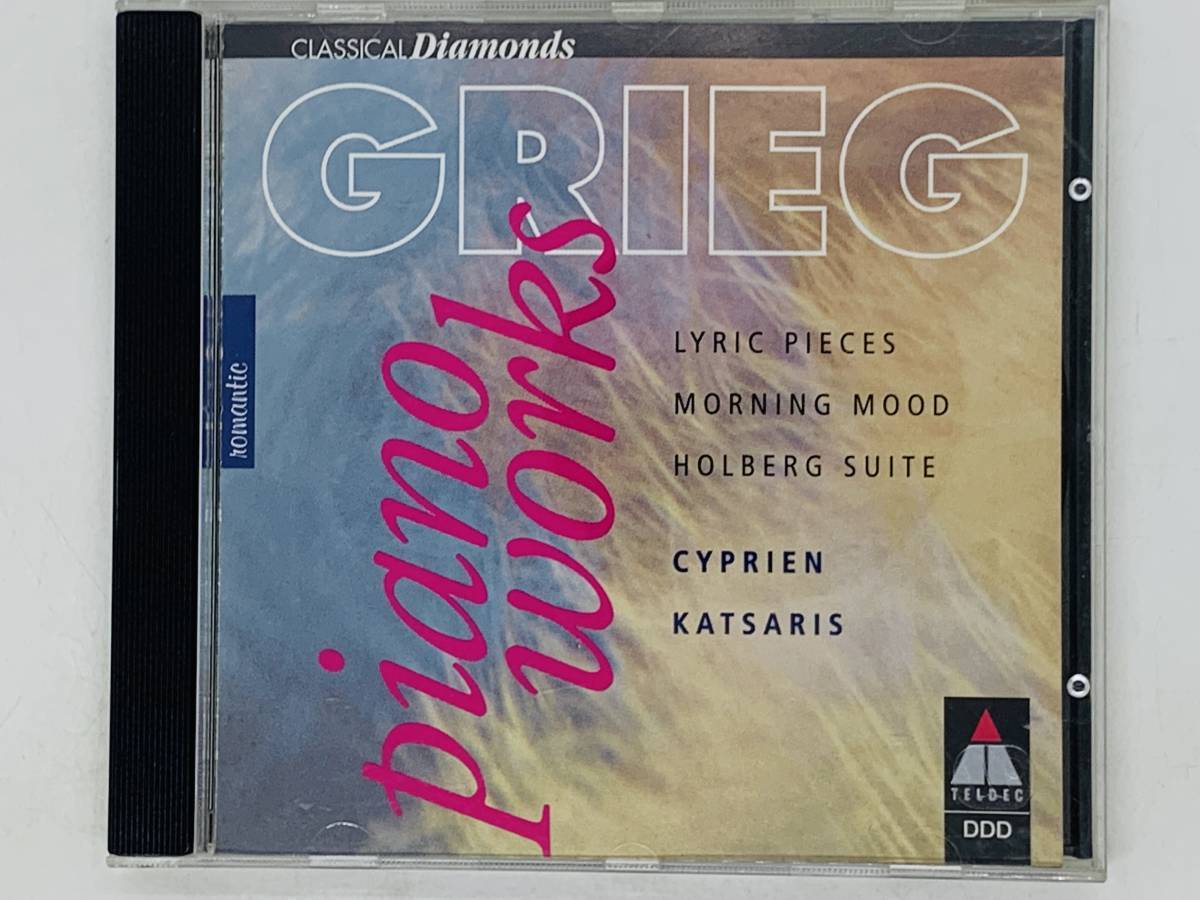 CLASSICAL Diamonds
GRIEG
piano
works
romantic
LYRIC PIECES
MORNING MOOD
HOLBERG SUITE
CYPRIEN
KATSARIS
TELDEC
DDD